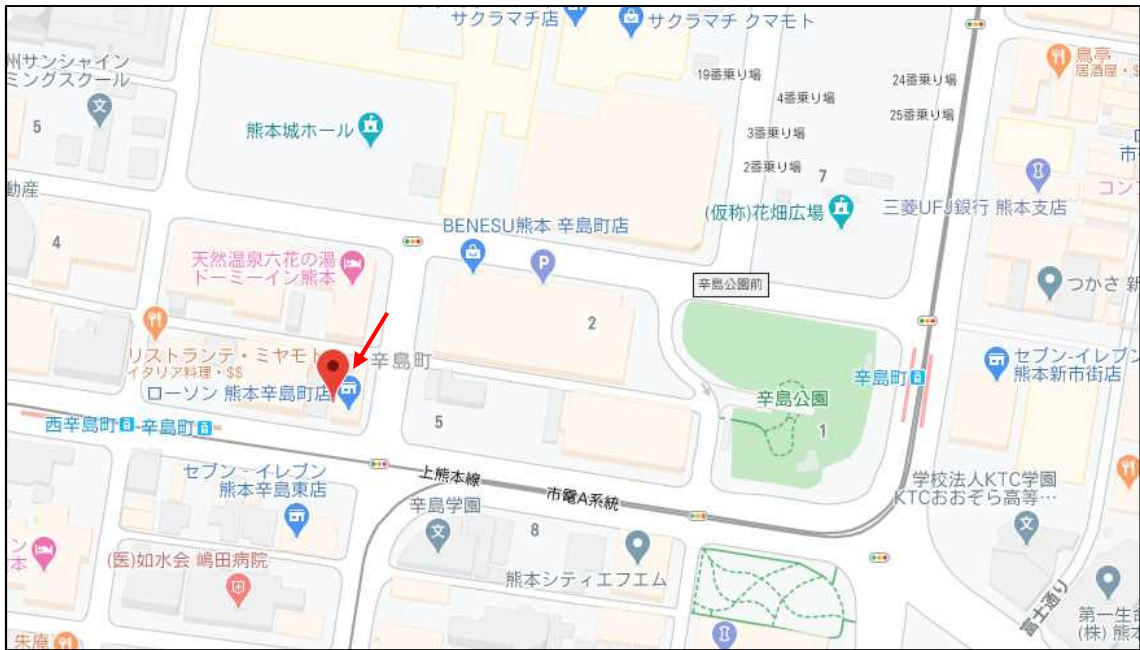 サクラマチ店
サクラマチ クマモト
州サンシャイン
ミングスクール
5
熊本城ホール
19番乗り場
4番乗り場
3番乗り場
2番乗り場
24番乗り場
25番乗り場
7
鳥亭
居酒屋・$
市
コン
三菱UFJ銀行 熊本支店
(仮称)花畑広場
動産
4
天然温泉六花の湯
ドーミーイン熊本
BENESU熊本 辛島町店
P
2
辛島公園前
つかさ 新
リストランテ・ミヤモト
イタリア料理・$$
ローソン 熊本辛島町店
辛島町
辛島公園
1
辛島町
セブン-イレブン
熊本新市街店
西辛島町
辛島町
5
上熊本線
市電A系統
セブン-イレブン
熊本辛島東店
辛島学園
文
8
熊本シティエフエム
学校法人KTC学園
KTCおおぞら高等…
文
ン
本
(医)如水会 嶋田病院
朱庵
富士通り
第一生命
(株) 熊本
文